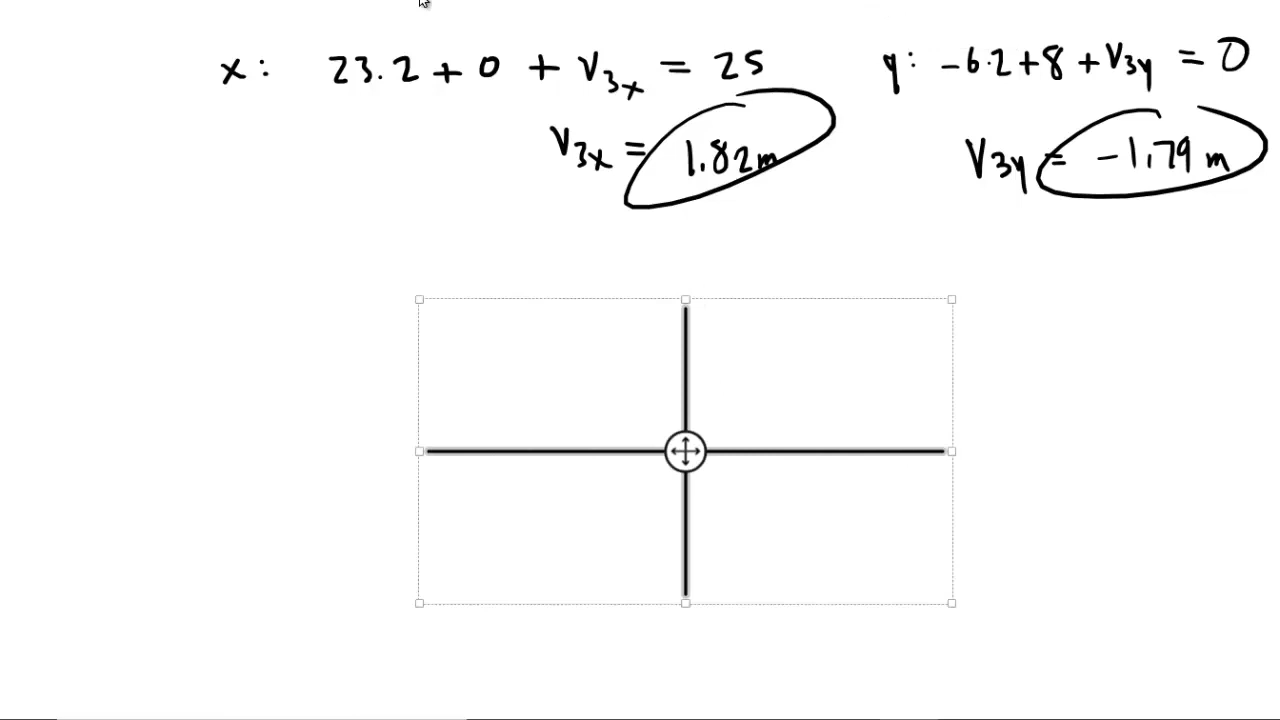 x: 23.2 + 0 + V3x = 25
y: -6.2 + 8 + V3y = 0
V3x = 1.82m
V3y = -1.79 m